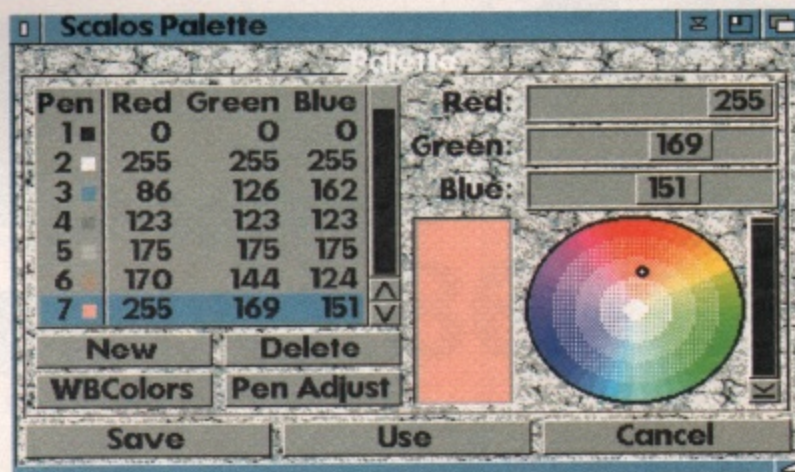 Scalos Palette
Palette
Pen Red Green Blue
1 0 0 0
2 255 255 255
3 86 126 162
4 123 123 123
5 175 175 175
6 170 144 124
7 255 169 151
New Delete
WBColors Pen Adjust
Red: 255
Green: 169
Blue: 151
K
Save Use Cancel